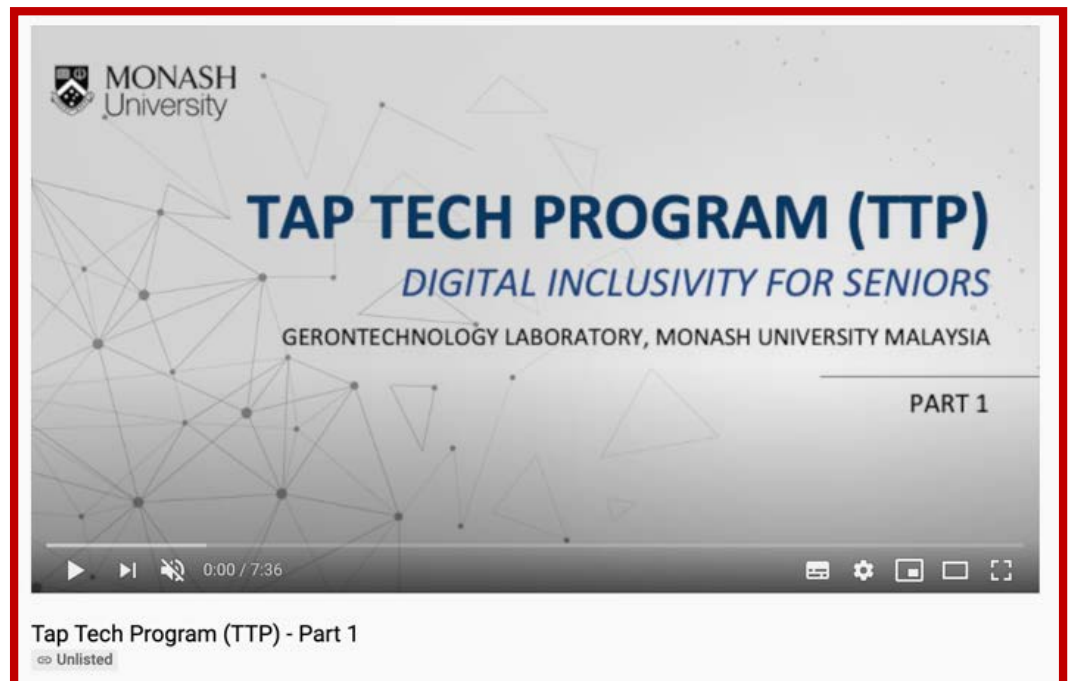 MONASH
University
TAP TECH PROGRAM (TTP)
DIGITAL INCLUSIVITY FOR SENIORS
GERONTECHNOLOGY LABORATORY, MONASH UNIVERSITY MALAYSIA
PART 1
0:00 / 7:36
Tap Tech Program (TTP) - Part 1
Unlisted